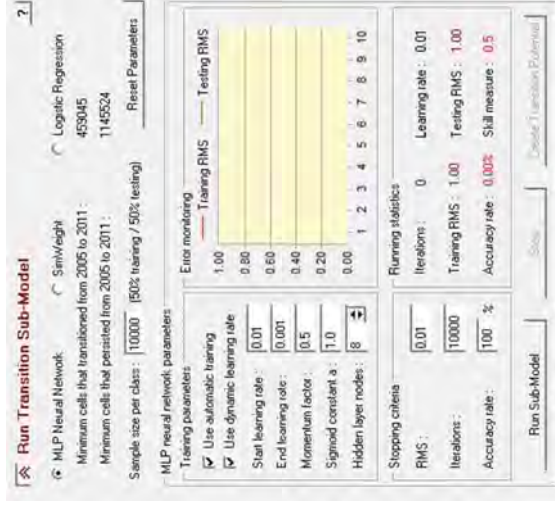 Run Transition Sub-Model
?
MLP Neural Network SimWeight Logistic Regression
Minimum cells that transitioned from 2005 to 2011 : 459045
Minimum cells that persisted from 2005 to 2011 : 1145524
Sample size per class : 10000 (50% training / 50% testing) Reset Parameters
MLP neural network parameters
Training parameters
Use automatic training
Use dynamic learning rate
Start learning rate : 0.01
End learning rate : 0.001
Momentum factor : 0.5
Sigmoid constant a : 1.0
Hidden layer nodes : 8
Error monitoring
Training RMS Testing RMS
1.00
0.80
0.60
0.40
0.20
0.00
1 2 3 4 5 6 7 8 9 10
Stopping criteria
RMS : 0.01
Iterations : 10000
Accuracy rate : 100 %
Running statistics
Iterations : 0 Learning rate : 0.01
Training RMS : 1.00 Testing RMS : 1.00
Accuracy rate : 0.00% Skill measure : 0.5
Run Sub-Model Stop Create Transition Potential